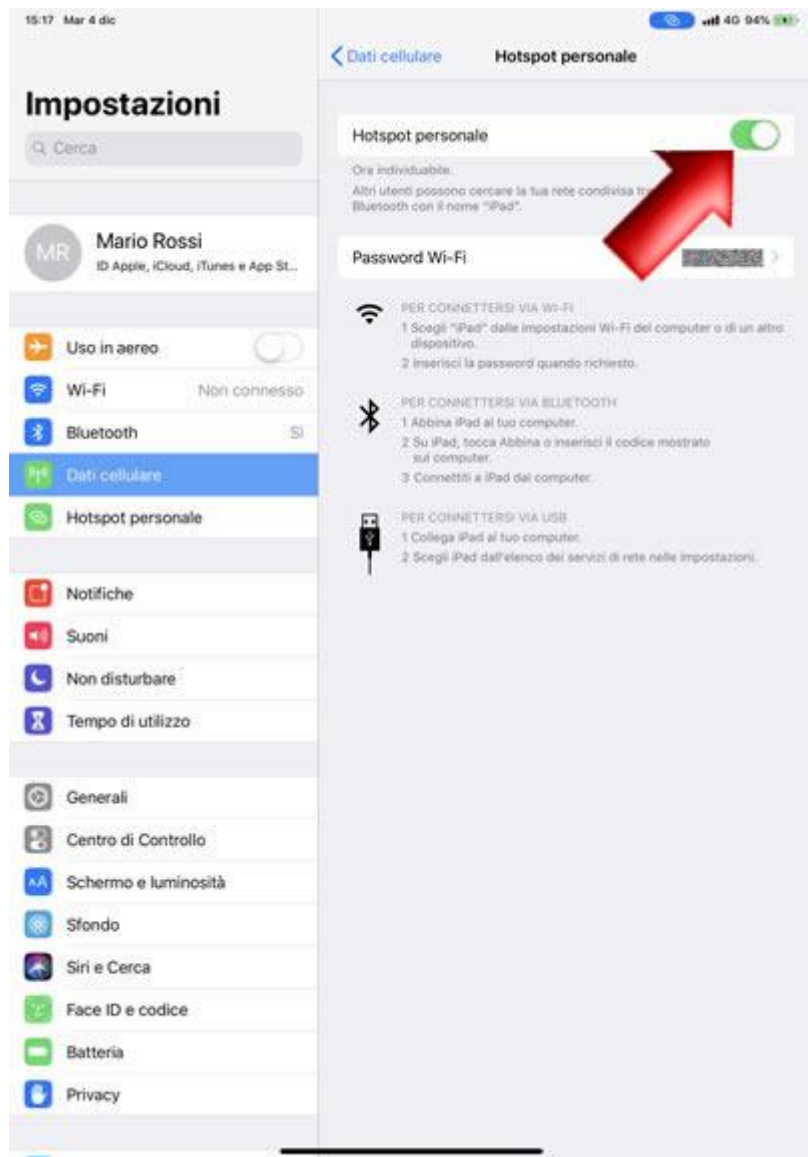 15:17 Mar 4 dic
4G 94%
Impostazioni
Cerca
MR
Mario Rossi
ID Apple, iCloud, iTunes e App St...
Uso in aereo
Wi-Fi Non connesso
Bluetooth Sì
Dati cellulare
Hotspot personale
Notifiche
Suoni
Non disturbare
Tempo di utilizzo
Generali
Centro di Controllo
AA Schermo e luminosità
Sfondo
Siri e Cerca
Face ID e codice
Batteria
Privacy
Dati cellulare Hotspot personale
Hotspot personale
Ora individuabile.
Altri utenti possono cercare la tua rete condivisa
Bluetooth con il nome "iPad".
Password Wi-Fi
PER CONNETTERSI VIA WI-FI
1 Scegli "iPad" dalle impostazioni Wi-Fi del computer o di un altro
dispositivo.
2 Inserisci la password quando richiesto.
PER CONNETTERSI VIA BLUETOOTH
1 Abbina iPad al tuo computer.
2 Su iPad, tocca Abbina o inserisci il codice mostrato
sul computer.
3 Connettiti a iPad dal computer.
PER CONNETTERSI VIA USB
1 Collega iPad al tuo computer.
2 Scegli iPad dall'elenco dei servizi di rete nelle impostazioni.